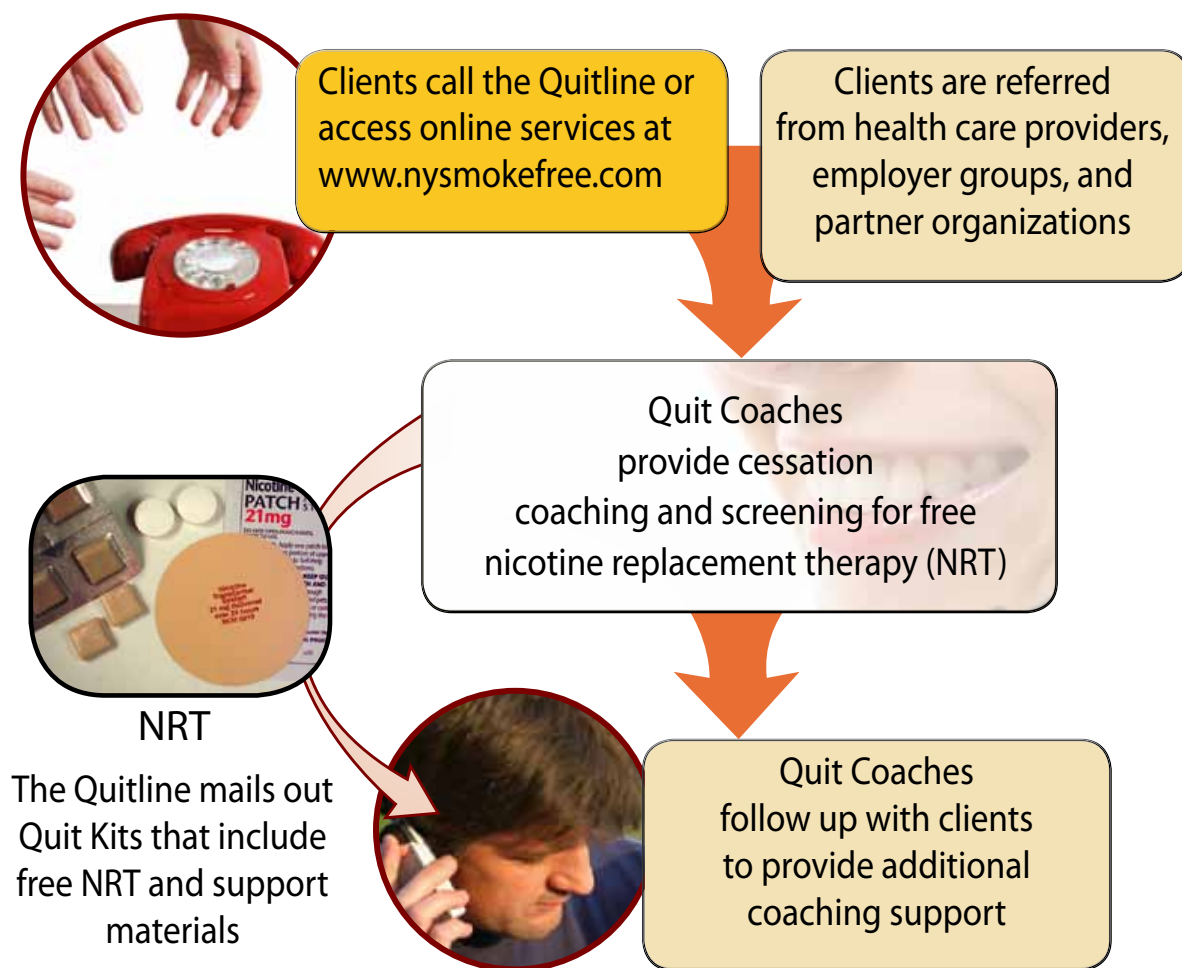 Clients call the Quitline or
access online services at
www.nysmokefree.com
Clients are referred
from health care providers,
employer groups, and
partner organizations
Quit Coaches
provide cessation
coaching and screening for free
nicotine replacement therapy (NRT)
Nicotine
PATCH
21mg
NRT
The Quitline mails out
Quit Kits that include
free NRT and support
materials
Quit Coaches
follow up with clients
to provide additional
coaching support